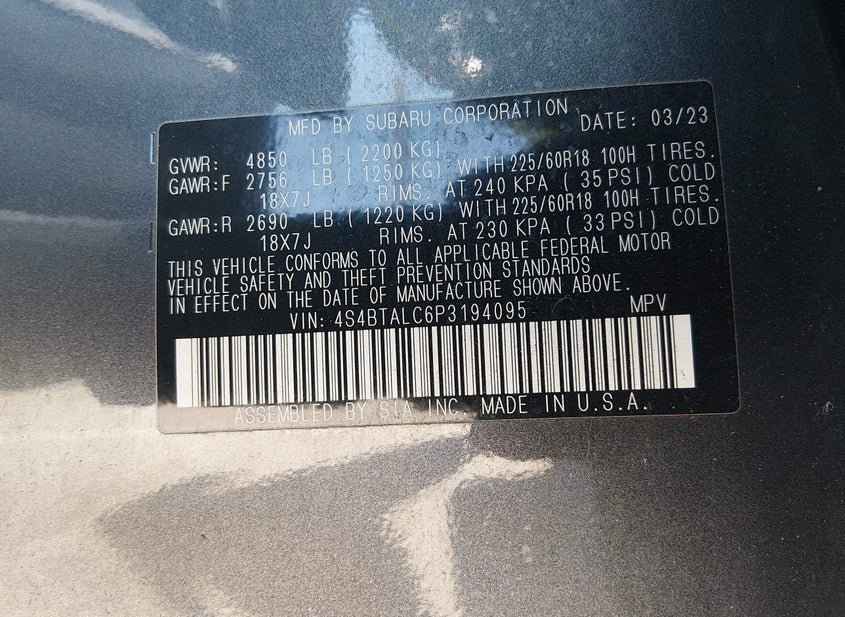 MFD BY SUBARU CORPORATION DATE: 03/23
GVWR: 4850 LB ( 2200 KG)
GAWR:F 2756 LB ( 1250 KG) WITH 225/60R18 100H TIRES.
18X7J RIMS. AT 240 KPA ( 35 PSI) COLD
GAWR:R 2690 LB ( 1220 KG) WITH 225/60R18 100H TIRES.
18X7J RIMS. AT 230 KPA ( 33 PSI) COLD
THIS VEHICLE CONFORMS TO ALL APPLICABLE FEDERAL MOTOR
VEHICLE SAFETY AND THEFT PREVENTION STANDARDS
IN EFFECT ON THE DATE OF MANUFACTURE SHOWN ABOVE.
VIN: 4S4BTALC6P3194095 MPV
ASSEMBLED BY SIA INC. MADE IN U.S.A.